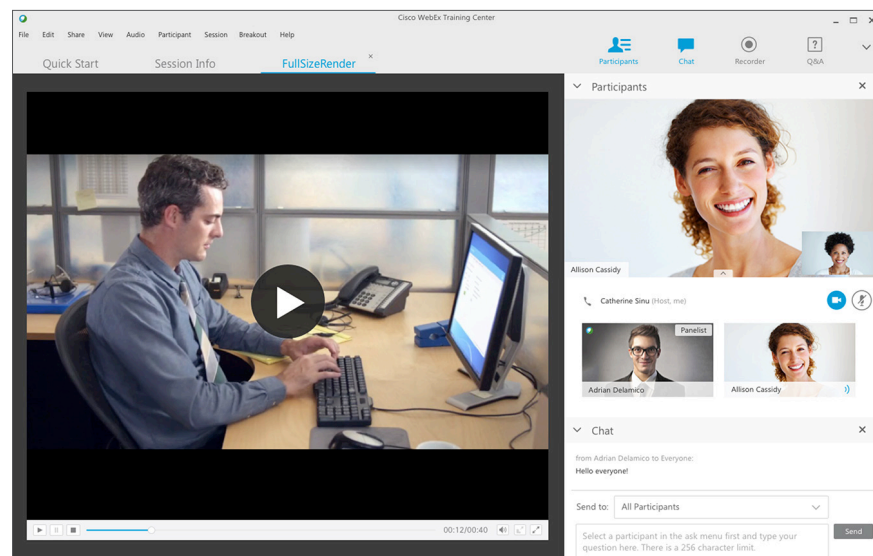 Cisco WebEx Training Center
File Edit Share View Audio Participant Session Breakout Help
Quick Start Session Info FullSizeRender
Participants Chat Recorder Q&A
Participants
Allison Cassidy
Catherine Sinu (Host, me)
Panelist
Adrian Delamico
Allison Cassidy
Chat
from Adrian Delamico to Everyone:
Hello everyone!
Send to: All Participants
Select a participant in the ask menu first and type your
question here. There is a 256 character limit.
Send
00:12/00:40